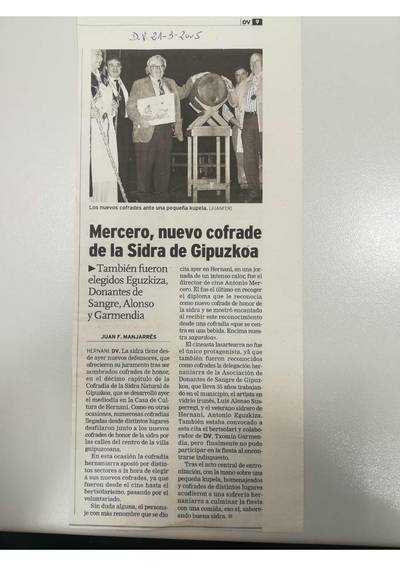 D.V. 21-3-2005
DV 9
Los nuevos cofrades ante una pequeña kupela. (JUANFER)
Mercero, nuevo cofrade
de la Sidra de Gipuzkoa
▶También fueron
elegidos Eguzkiza,
Donantes de
Sangre, Alonso
y Garmendia
JUAN F. MANJARRÉS
HERNANI. DV. La sidra tiene des-
de ayer nuevos defensores, que
ofrecieron su juramento tras ser
nombrados cofrades de honor,
en el décimo capítulo de la
Cofradía de la Sidra Natural de
Gipuzkoa, que se desarrolló ayer
el mediodía en la Casa de Cul-
tura de Hernani. Como en otras
ocasiones, numerosas cofradías
llegadas desde distintos lugares
desfilaron junto a los nuevos
cofrades de honor de la sidra por
las calles del centro de la villa
guipuzcoana.
En esta ocasión la cofradía
hernaniarra apostó por distin-
tos sectores a la hora de elegir
a sus nuevos cofrades, ya que
fueron desde el cine hasta el
bertsolarismo, pasando por el
voluntariado.
Sin duda alguna, el persona-
je con más renombre que se dio
cita ayer en Hernani, en una jor-
nada de un intenso calor, fue el
director de cine Antonio Mer-
cero. Él fue el último en recoger
el diploma que le reconocía
como nuevo cofrade de honor
de la sidra y se mostró encantado
al recibir este reconocimiento
desde una cofradía «que se cen-
tra en una bebida. Encima nues-
tra sagardoa».
El cineasta lasartearra no fue
el único protagonista, ya que
también fueron reconocidos
como cofrades la delegación her-
naniarra de la Asociación de
Donantes de Sangre de Gipuz-
koa, que lleva 35 años trabajan-
do en el municipio, el artista en
vidrio irunés, Luis Alonso Sus-
perregi, y el veterano sidrero
de Hernani, Antonio Eguzkiza.
También estaba convocado a
esta cita el bertsolari y colabo-
rador de DV, Txomin Garmen-
dia, pero finalmente no pudo
participar en la fiesta al encon-
trarse indispuesto.
Tras el acto central de entro-
nización, con la mano sobre una
pequeña kupela, homenajeados
y cofrades de distintos lugares
acudieron a una sidrería herna-
niarra a culminar la fiesta
con una comida, eso sí, sabore-
ando buena sidra.